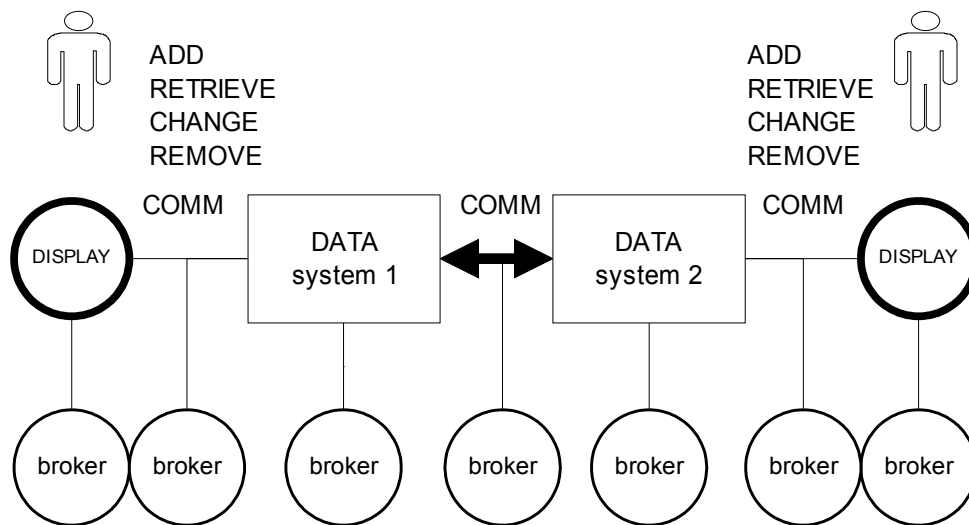 ADD
RETRIEVE
CHANGE
REMOVE
ADD
RETRIEVE
CHANGE
REMOVE
COMM
COMM
COMM
DISPLAY
DATA
system 1
DATA
system 2
DISPLAY
broker
broker
broker
broker
broker
broker
broker